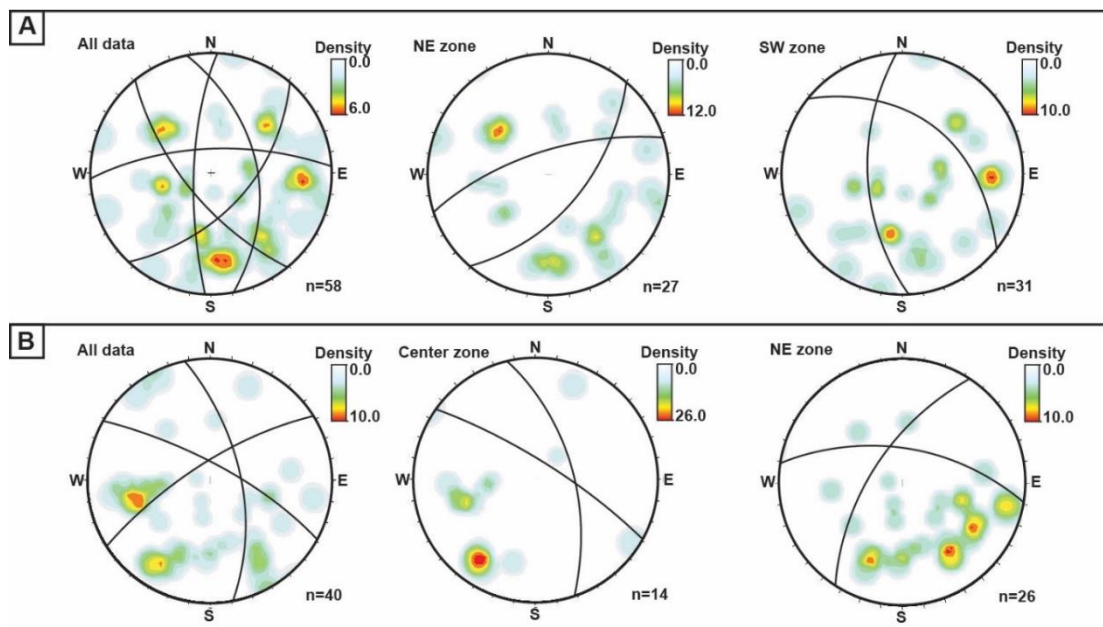 A
All data
N
Density
0.0
6.0
W
E
S
n=58
NE zone
N
Density
0.0
12.0
W
E
S
n=27
SW zone
N
Density
0.0
10.0
W
E
S
n=31
B
All data
N
Density
0.0
10.0
W
E
S
n=40
Center zone
N
Density
0.0
26.0
W
E
S
n=14
NE zone
N
Density
0.0
10.0
W
E
S
n=26